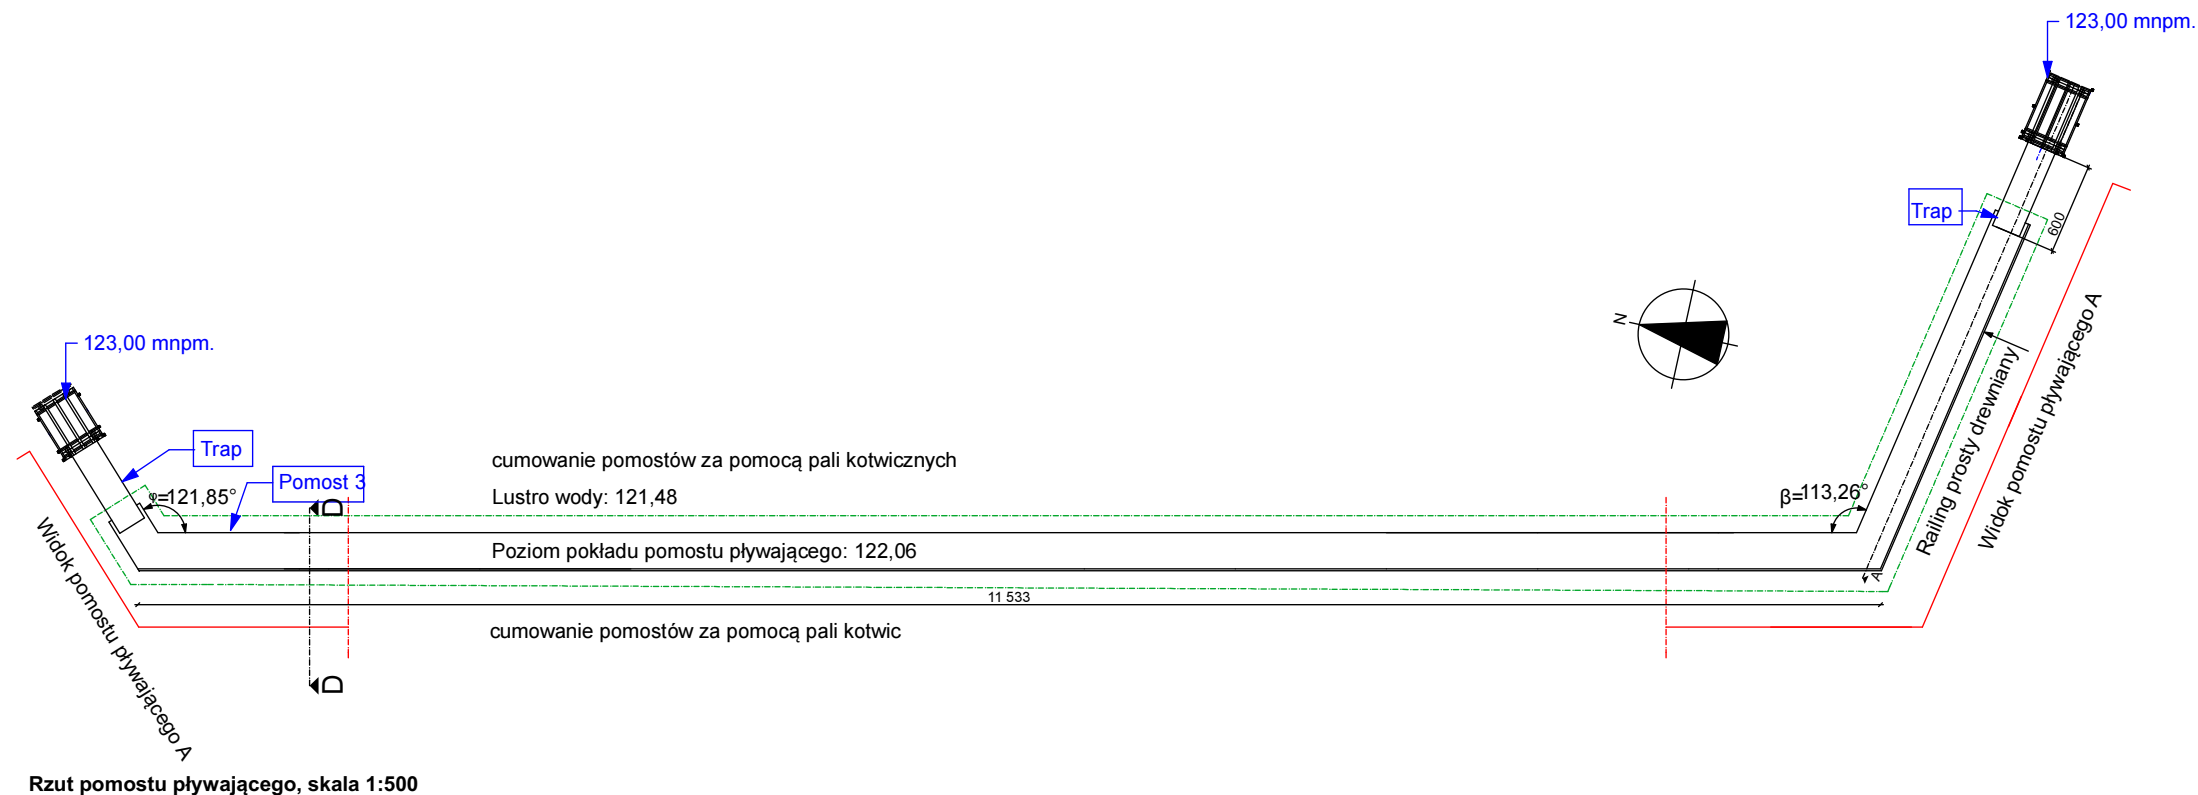 123,00 mnpm.
Trap
600
N
Widok pomostu pływającego A
Railing prosty drewniany
123,00 mnpm.
Trap
Pomost 3
=121,85°
cumowanie pomostów za pomocą pali kotwicznych
Lustro wody: 121,48
D
β=113,26°
Poziom pokładu pomostu pływającego: 122,06
A
11 533
cumowanie pomostów za pomocą pali kotwic
D
Widok pomostu pływającego A
Rzut pomostu pływającego, skala 1:500